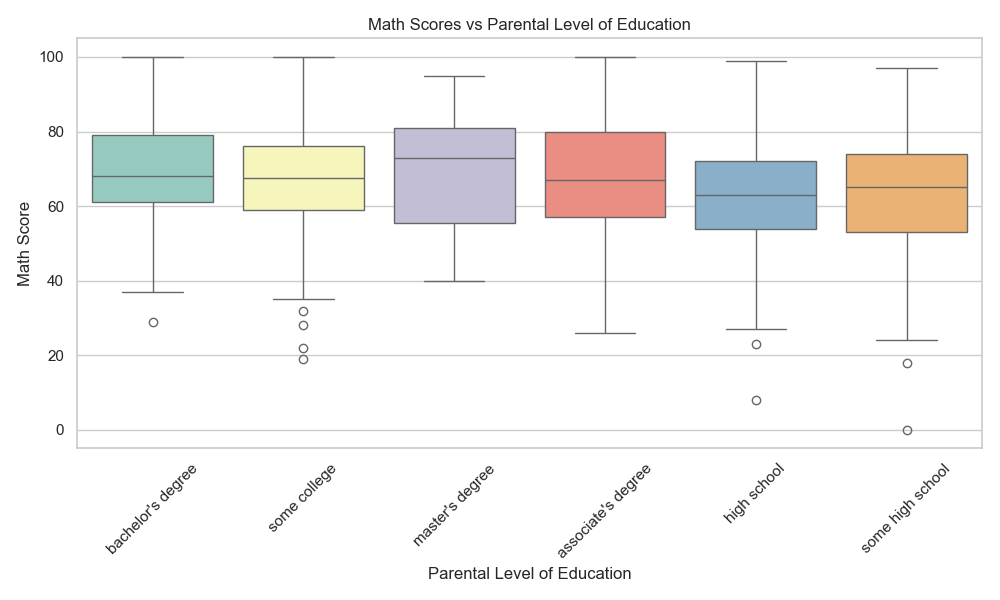 Math Scores vs Parental Level of Education
Math Score
100
80
60
40
20
0
bachelor's degree
some college
master's degree
associate's degree
high school
some high school
Parental Level of Education